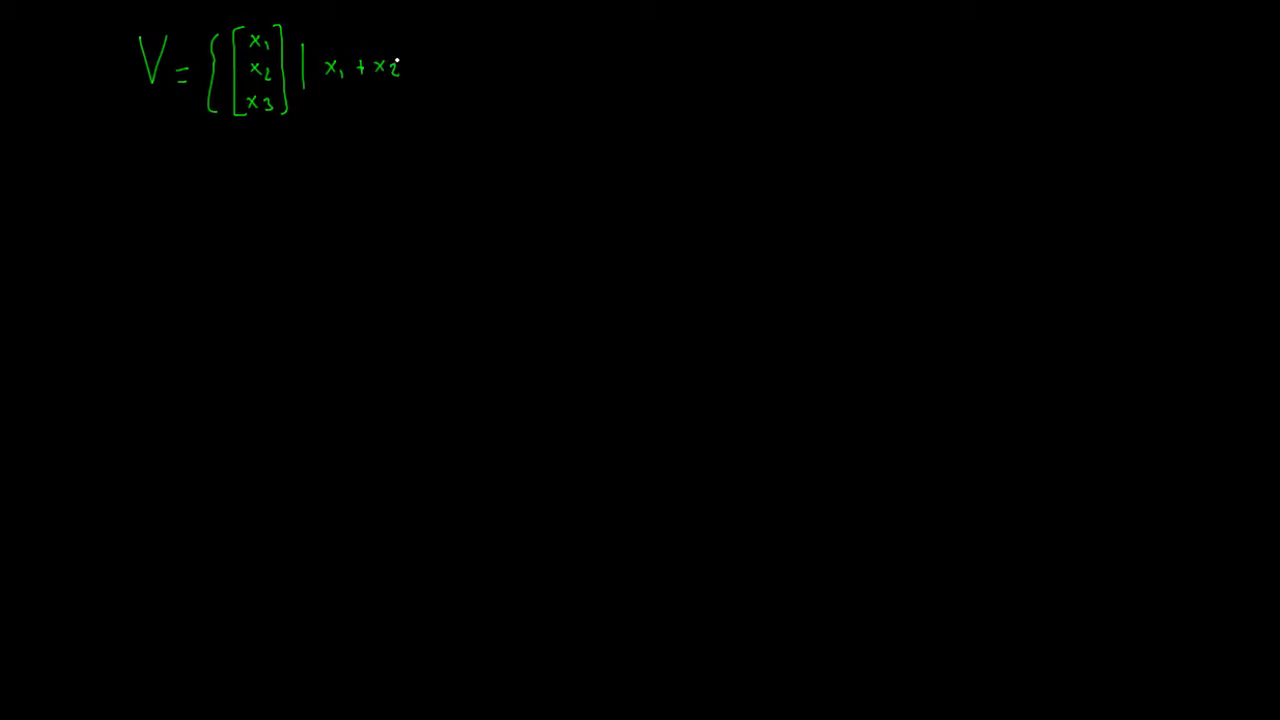 V = { [ x₁ x₂ x₃ ] | x₁ + x₂